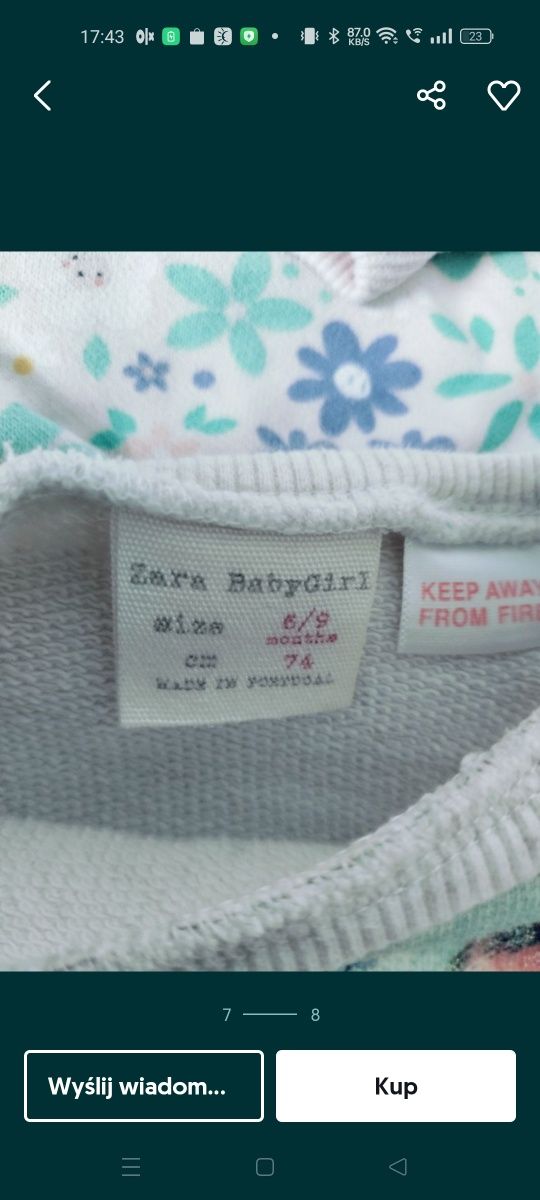 17:43
87.0
KB/S
23
Zara BabyGirl
size 6/9
months
cm 74
MADE IN PORTUGAL
KEEP AWAY
FROM FIRE
7
8
Wyślij wiadom...
Kup